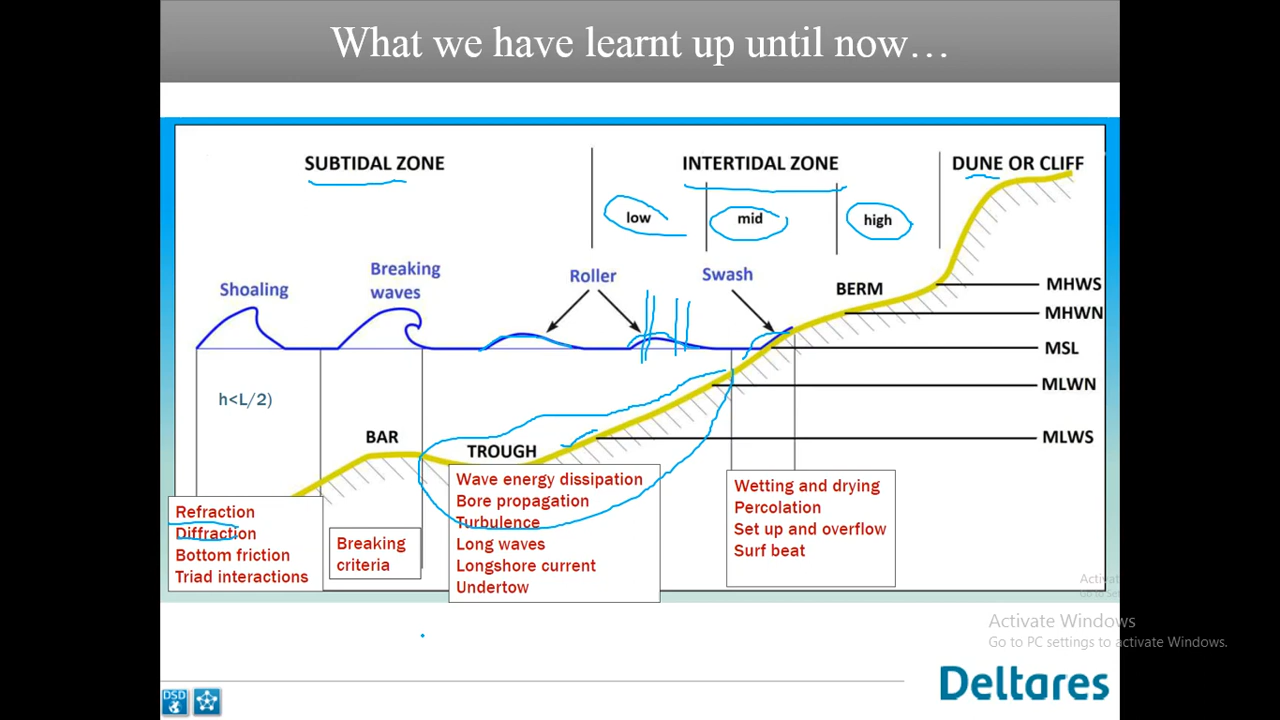 What we have learnt up until now…
SUBTIDAL ZONE
INTERTIDAL ZONE
DUNE OR CLIFF
low
mid
high
Shoaling
Breaking
waves
Roller
Swash
BERM
MHWS
MHWN
MSL
MLWN
MLWS
h<L/2)
BAR
TROUGH
Refraction
Diffraction
Bottom friction
Triad interactions
Breaking
criteria
Wave energy dissipation
Bore propagation
Turbulence
Long waves
Longshore current
Undertow
Wetting and drying
Percolation
Set up and overflow
Surf beat
Activate Windows
Go to PC settings to activate Windows.
Deltares
DSD